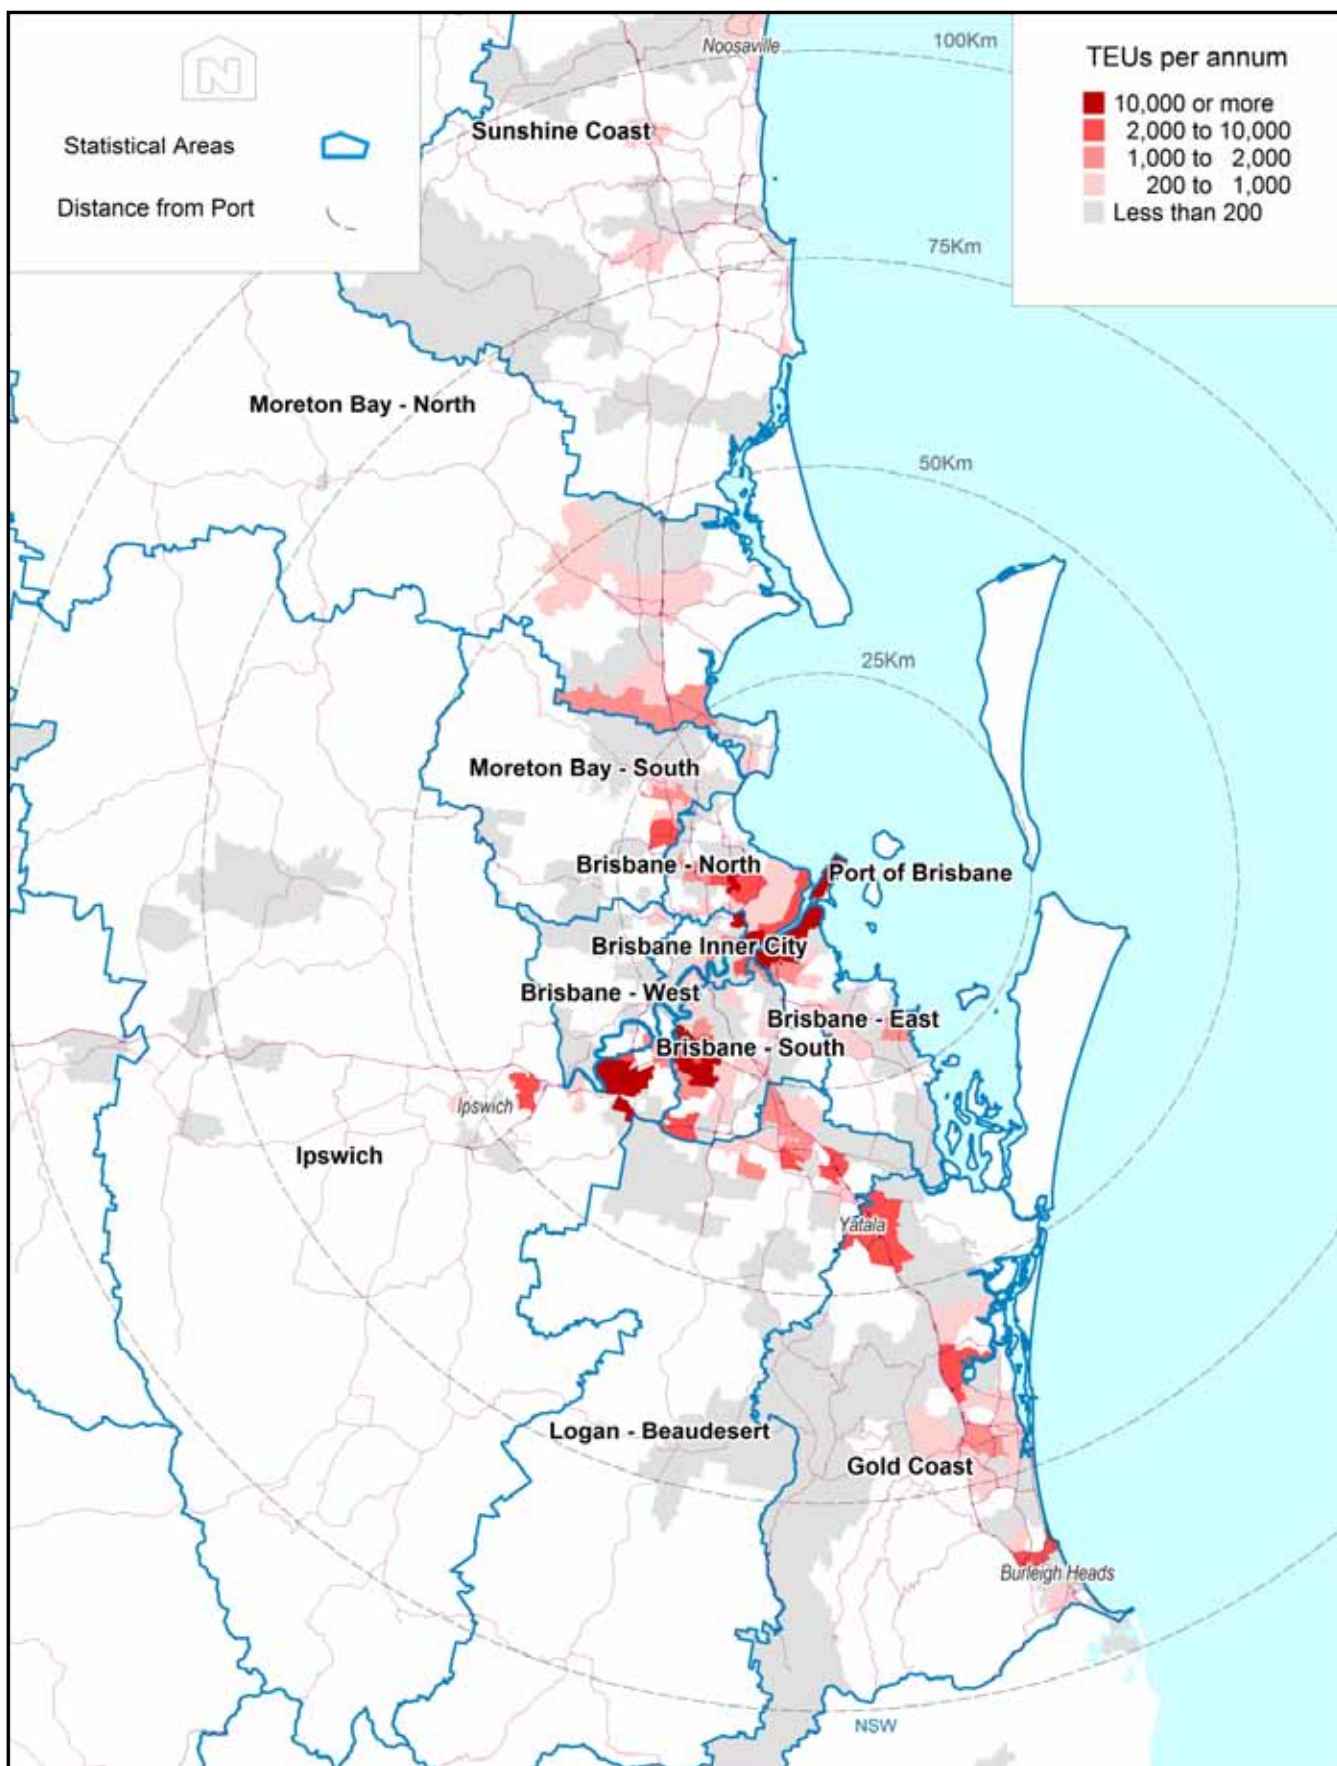 N
Statistical Areas
Distance from Port
TEUs per annum
10,000 or more
2,000 to 10,000
1,000 to 2,000
200 to 1,000
Less than 200
100Km
Noosaville
Sunshine Coast
75Km
Moreton Bay - North
50Km
25Km
Moreton Bay - South
Brisbane - North
Port of Brisbane
Brisbane Inner City
Brisbane - West
Brisbane - East
Brisbane - South
Ipswich
Ipswich
Yatala
Logan - Beaudesert
Gold Coast
Burleigh Heads
NSW